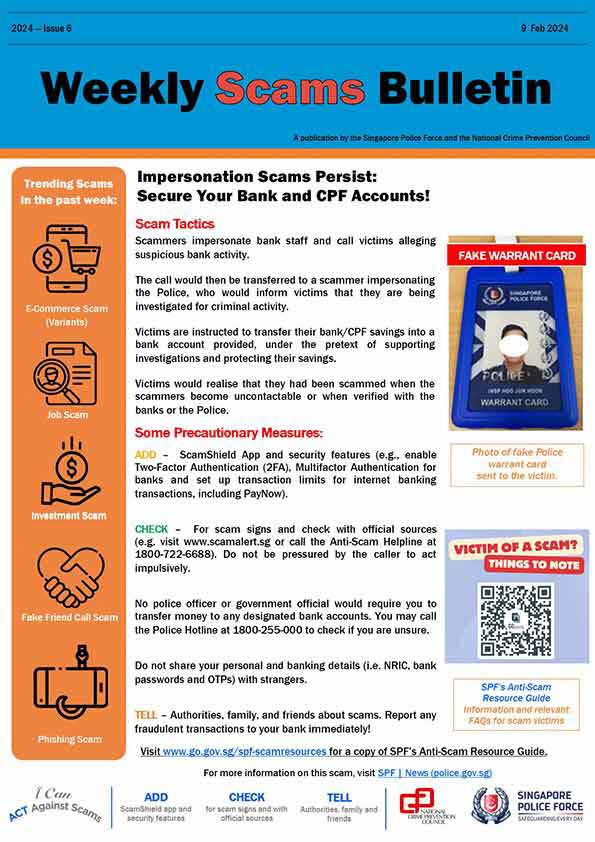 2024 – Issue 6
9 Feb 2024
Weekly Scams Bulletin
A publication by the Singapore Police Force and the National Crime Prevention Council
Trending Scams
In the past week:
E-Commerce Scam
(Variants)
Job Scam
Investment Scam
Fake Friend Call Scam
Phishing Scam
Impersonation Scams Persist:
Secure Your Bank and CPF Accounts!
Scam Tactics
Scammers impersonate bank staff and call victims alleging
suspicious bank activity.
The call would then be transferred to a scammer impersonating
the Police, who would inform victims that they are being
investigated for criminal activity.
Victims are instructed to transfer their bank/CPF savings into a
bank account provided, under the pretext of supporting
investigations and protecting their savings.
Victims would realise that they had been scammed when the
scammers become uncontactable or when verified with the
banks or the Police.
Some Precautionary Measures:
ADD – ScamShield App and security features (e.g., enable
Two-Factor Authentication (2FA), Multifactor Authentication for
banks and set up transaction limits for internet banking
transactions, including PayNow).
CHECK – For scam signs and check with official sources
(e.g. visit www.scamalert.sg or call the Anti-Scam Helpline at
1800-722-6688). Do not be pressured by the caller to act
impulsively.
No police officer or government official would require you to
transfer money to any designated bank accounts. You may call
the Police Hotline at 1800-255-000 to check if you are unsure.
Do not share your personal and banking details (i.e. NRIC, bank
passwords and OTPs) with strangers.
TELL – Authorities, family, and friends about scams. Report any
fraudulent transactions to your bank immediately!
FAKE WARRANT CARD
SINGAPORE
POLICE FORCE
POLICE
WARRANT CARD
Photo of fake Police
warrant card
sent to the victim.
VICTIM OF A SCAM?
THINGS TO NOTE
SPF's Anti-Scam
Resource Guide
Information and relevant
FAQs for scam victims
Visit www.go.gov.sg/spf-scamresources for a copy of SPF's Anti-Scam Resource Guide.
For more information on this scam, visit SPF | News (police.gov.sg)
I Can
ACT Against Scams
ADD
ScamShield app and
security features
CHECK
for scam signs and with
official sources
TELL
Authorities, family and
friends
NATIONAL
CRIME PREVENTION
COUNCIL
SINGAPORE
POLICE FORCE
SAFEGUARDING EVERY DAY